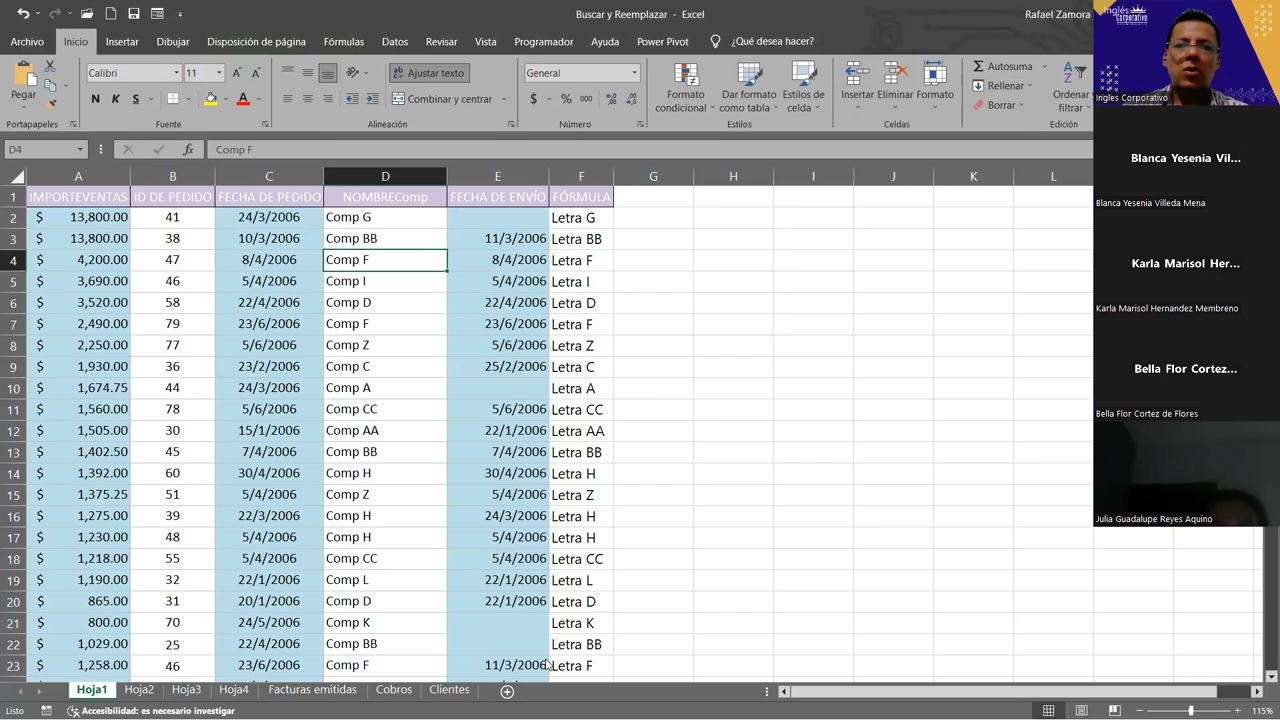 Buscar y Reemplazar - Excel
Rafael Zamora
Archivo Inicio Insertar Dibujar Disposición de página Fórmulas Datos Revisar Vista Programador Ayuda Power Pivot ¿Qué desea hacer?
Pegar
Calibri 11
N K S
Ajustar texto
Combinar y centrar
General
$ % 000
Formato condicional
Dar formato como tabla
Estilos de celda
Insertar Eliminar Formato
Autosuma
Rellenar
Borrar
Ordenar y filtrar
Portapapeles Fuente Alineación Número Estilos Celdas Edición
D4 fx Comp F
A B C D E F G H I J K L
1 IMPORTEVENTAS ID DE PEDIDO FECHA DE PEDIDO NOMBREComp FECHA DE ENVÍO FÓRMULA
2 $ 13,800.00 41 24/3/2006 Comp G Letra G
3 $ 13,800.00 38 10/3/2006 Comp BB 11/3/2006 Letra BB
4 $ 4,200.00 47 8/4/2006 Comp F 8/4/2006 Letra F
5 $ 3,690.00 46 5/4/2006 Comp I 5/4/2006 Letra I
6 $ 3,520.00 58 22/4/2006 Comp D 22/4/2006 Letra D
7 $ 2,490.00 79 23/6/2006 Comp F 23/6/2006 Letra F
8 $ 2,250.00 77 5/6/2006 Comp Z 5/6/2006 Letra Z
9 $ 1,930.00 36 23/2/2006 Comp C 25/2/2006 Letra C
10 $ 1,674.75 44 24/3/2006 Comp A Letra A
11 $ 1,560.00 78 5/6/2006 Comp CC 5/6/2006 Letra CC
12 $ 1,505.00 30 15/1/2006 Comp AA 22/1/2006 Letra AA
13 $ 1,402.50 45 7/4/2006 Comp BB 7/4/2006 Letra BB
14 $ 1,392.00 60 30/4/2006 Comp H 30/4/2006 Letra H
15 $ 1,375.25 51 5/4/2006 Comp Z 5/4/2006 Letra Z
16 $ 1,275.00 39 22/3/2006 Comp H 24/3/2006 Letra H
17 $ 1,230.00 48 5/4/2006 Comp H 5/4/2006 Letra H
18 $ 1,218.00 55 5/4/2006 Comp CC 5/4/2006 Letra CC
19 $ 1,190.00 32 22/1/2006 Comp L 22/1/2006 Letra L
20 $ 865.00 31 20/1/2006 Comp D 22/1/2006 Letra D
21 $ 800.00 70 24/5/2006 Comp K Letra K
22 $ 1,029.00 25 22/4/2006 Comp BB Letra BB
23 $ 1,258.00 46 23/6/2006 Comp F 11/3/2006 Letra F
Hoja1 Hoja2 Hoja3 Hoja4 Facturas emitidas Cobros Clientes
Listo Accesibilidad: es necesario investigar 115%
Inglés Corporativo
Ingles Corporativo
Blanca Yesenia Vil...
Blanca Yesenia Villeda Mena
Karla Marisol Her...
Karla Marisol Hernandez Membreno
Bella Flor Cortez...
Bella Flor Cortez de Flores
Julia Guadalupe Reyes Aquino